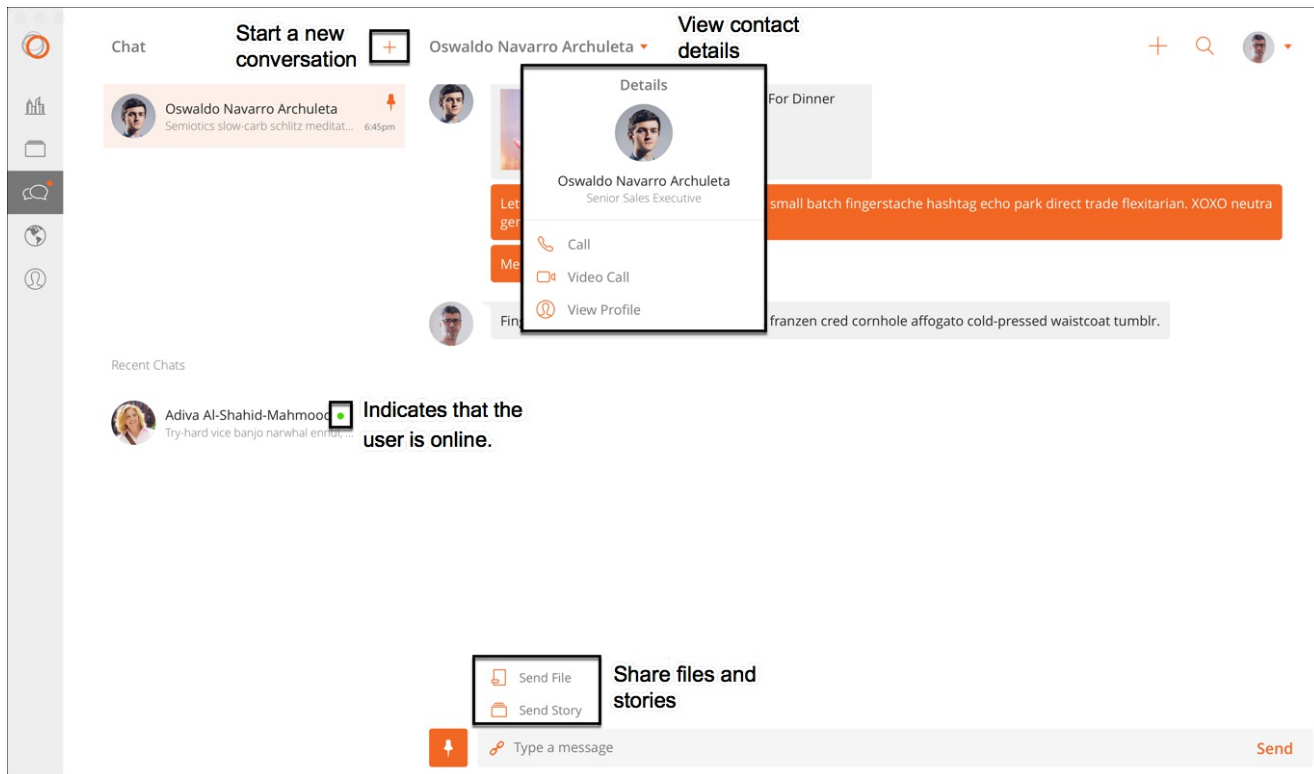 Chat
Start a new
conversation
Oswaldo Navarro Archuleta
View contact
details
Oswaldo Navarro Archuleta
Semiotics slow-carb schlitz meditat...
6:45pm
Details
Oswaldo Navarro Archuleta
Senior Sales Executive
Call
Video Call
View Profile
For Dinner
Let
small batch fingerstache hashtag echo park direct trade flexitarian. XOXO neutra
ger
Me
Fin
franzen cred cornhole affogato cold-pressed waistcoat tumblr.
Recent Chats
Adiva Al-Shahid-Mahmood
Try-hard vice banjo narwhal ennui, ...
Indicates that the
user is online.
Send File
Send Story
Share files and
stories
Type a message
Send